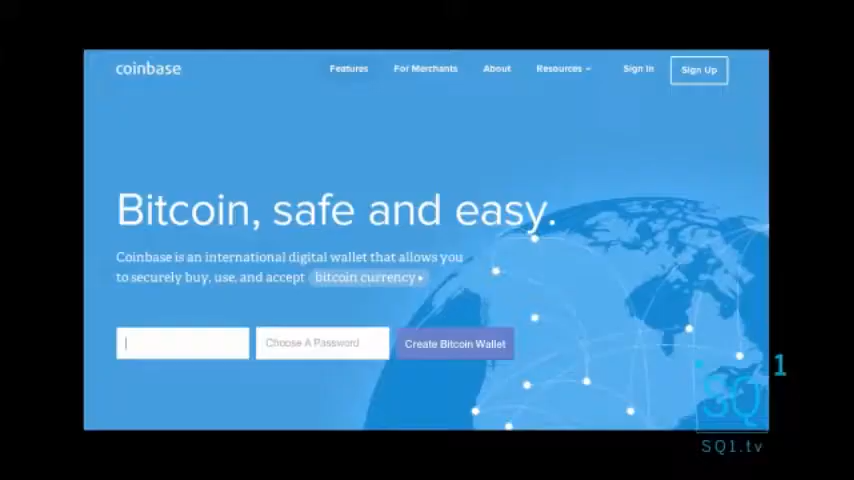 coinbase
Features For Merchants About Resources Sign In Sign Up
Bitcoin, safe and easy.
Coinbase is an international digital wallet that allows you
to securely buy, use, and accept bitcoin currency
Choose A Password Create Bitcoin Wallet
SQ1
SQ1.tv